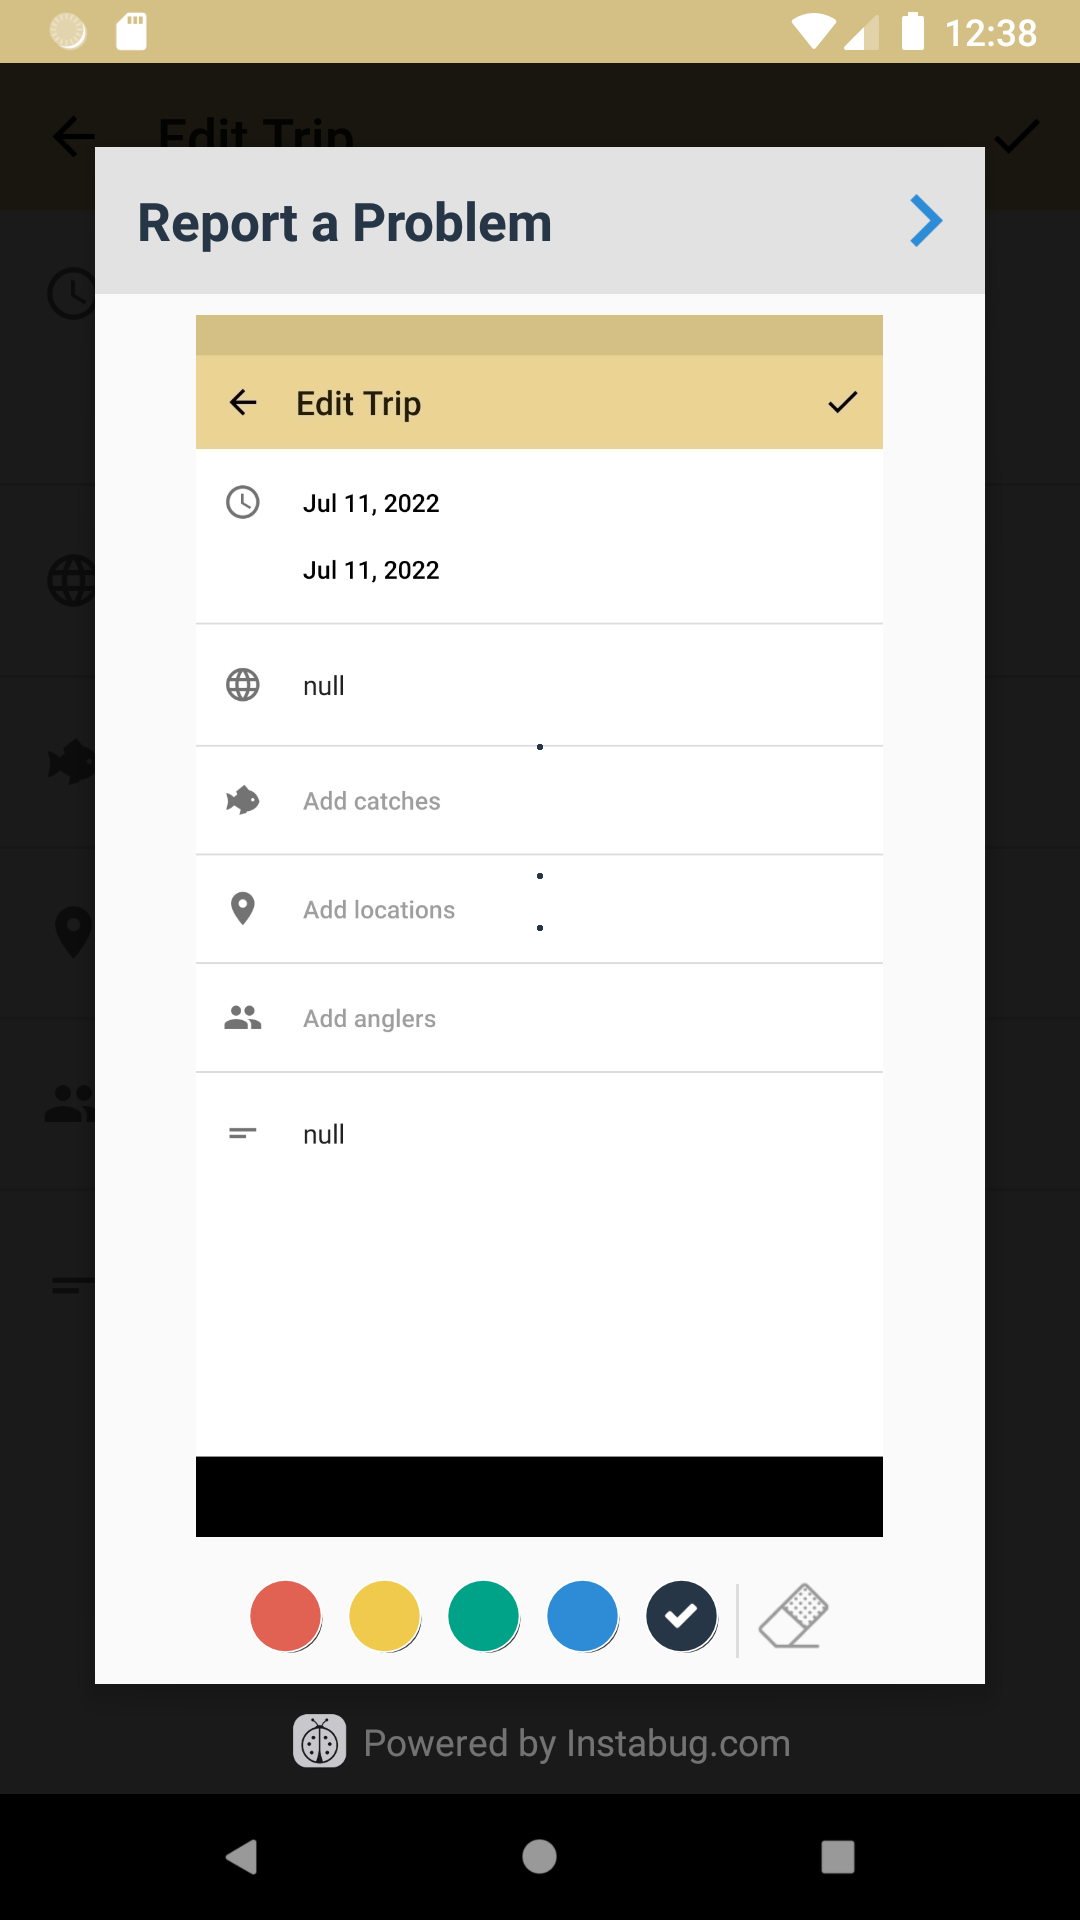 12:38
Edit Trip
Report a Problem
Edit Trip
Jul 11, 2022
Jul 11, 2022
null
Add catches
Add locations
Add anglers
null
Powered by Instabug.com